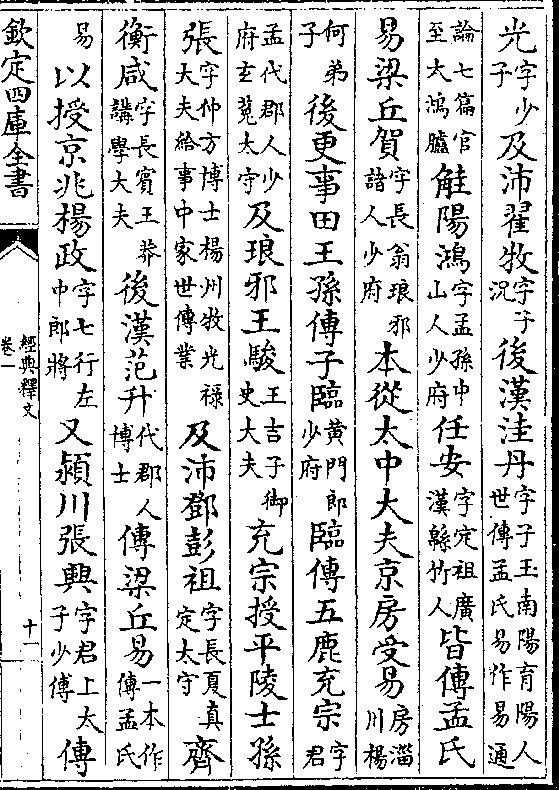 光字少子及沛翟牧字子況後漢洼丹字子玉南陽育陽人世傳孟氏易作易通
論七篇官至大鴻臚觟陽鴻字孟孫中山人少府任安字定祖廣漢緜竹人皆傳孟氏
易梁丘賀字長翁琅邪諸人少府本從太中大夫京房受易房淄川楊
何弟子後更事田王孫傳子臨黄門郎少府臨傳五鹿充宗字君
孟代郡人少府玄菟太守及琅邪王駿王吉子御史大夫充宗授平陵士孫
張字仲方博士楊州牧光禄大夫給事中家世傳業及沛鄧彭祖字長夏真定太守齊
衡咸字長賓王莽講學大夫後漢范升代郡人博士傳梁丘易一本作傳孟氏
易以授京兆楊政字七行左中郎將又潁川張興字君上太子少傅傳
欽定四庫全書
經典釋文
卷一
十一